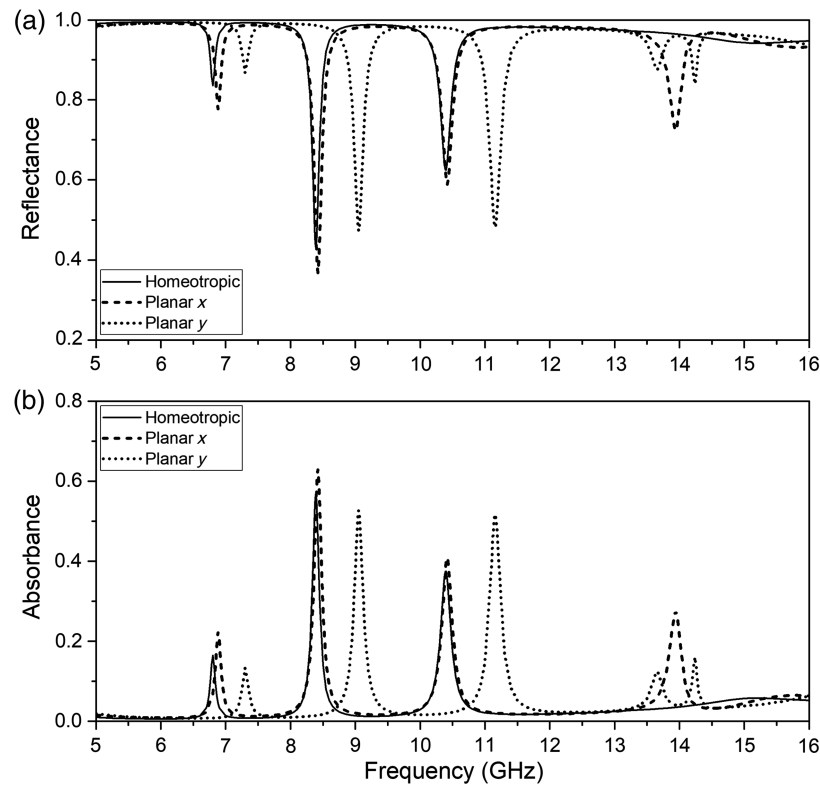 (a)
1.0
0.8
0.6
0.4
0.2
Reflectance
Homeotropic
Planar x
Planar y
5 6 7 8 9 10 11 12 13 14 15 16
(b)
0.8
0.6
0.4
0.2
0.0
Absorbance
Homeotropic
Planar x
Planar y
5 6 7 8 9 10 11 12 13 14 15 16
Frequency (GHz)